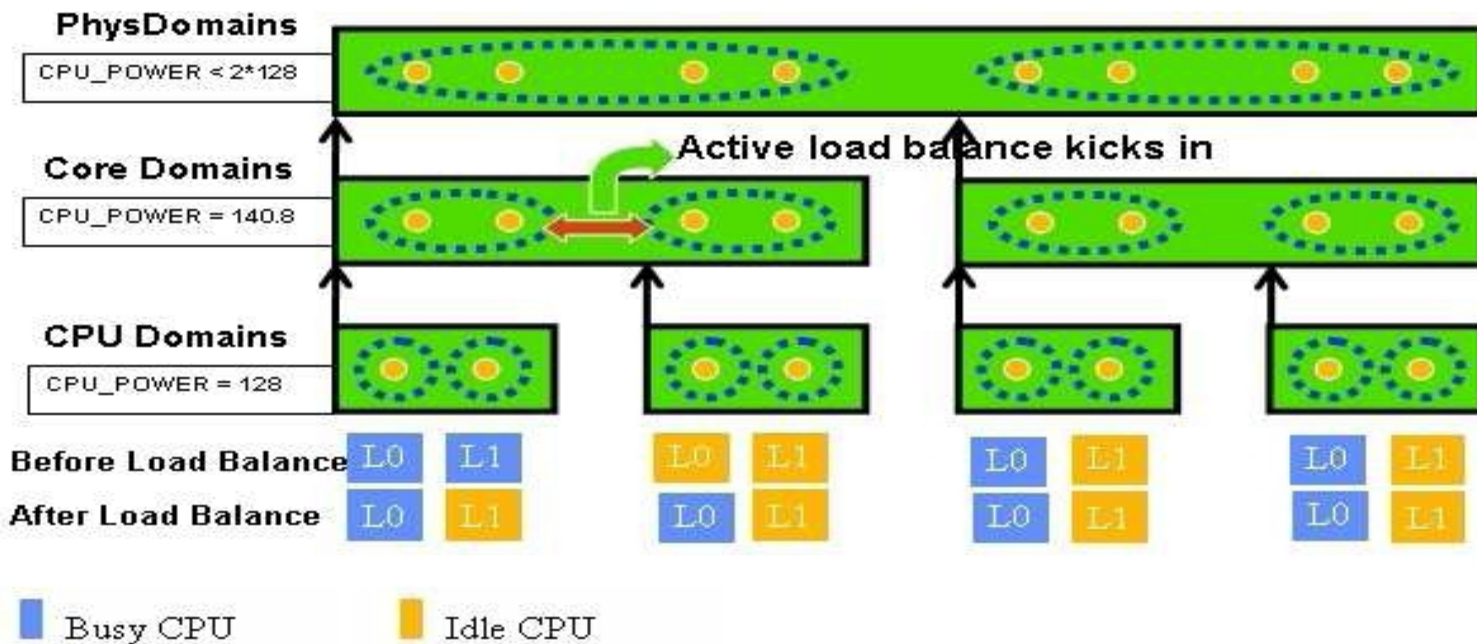 PhysDomains
CPU_POWER < 2*128
Active load balance kicks in
Core Domains
CPU_POWER = 140.8
CPU Domains
CPU_POWER = 128
Before Load Balance L0 L1 L0 L1 L0 L1 L0 L1
After Load Balance L0 L1 L0 L1 L0 L1 L0 L1
Busy CPU Idle CPU